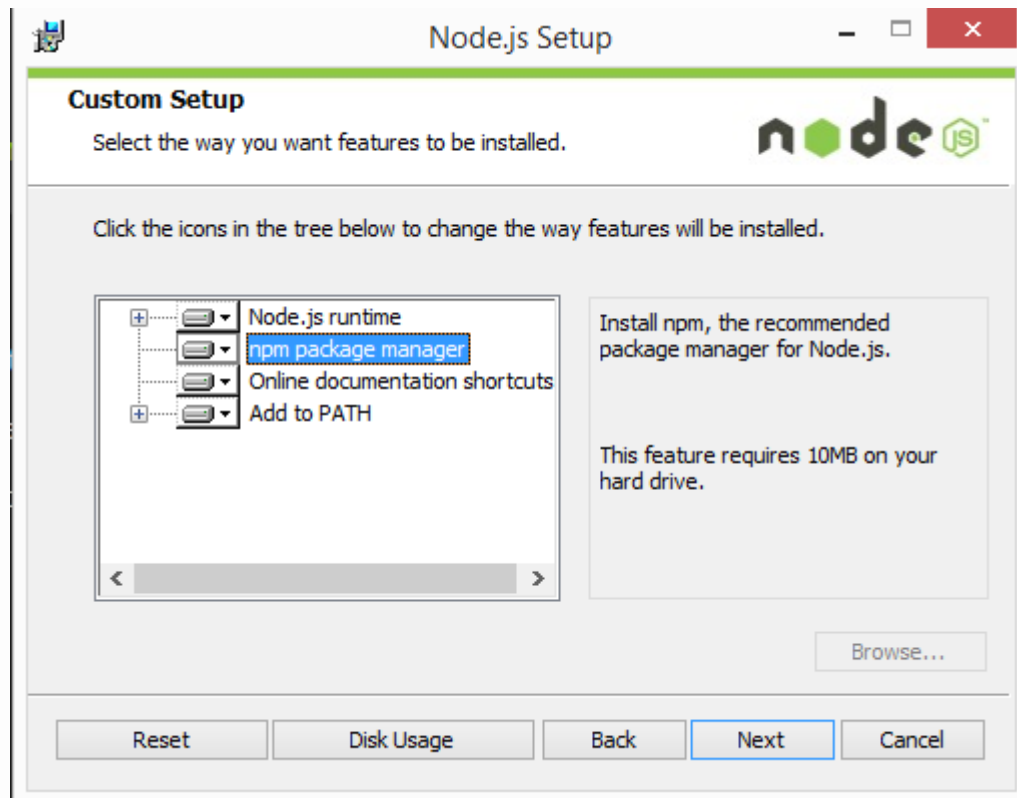 Node.js Setup
Custom Setup
Select the way you want features to be installed.
node JS
Click the icons in the tree below to change the way features will be installed.
Node.js runtime
npm package manager
Online documentation shortcuts
Add to PATH
Install npm, the recommended
package manager for Node.js.
This feature requires 10MB on your
hard drive.
Browse...
Reset
Disk Usage
Back
Next
Cancel